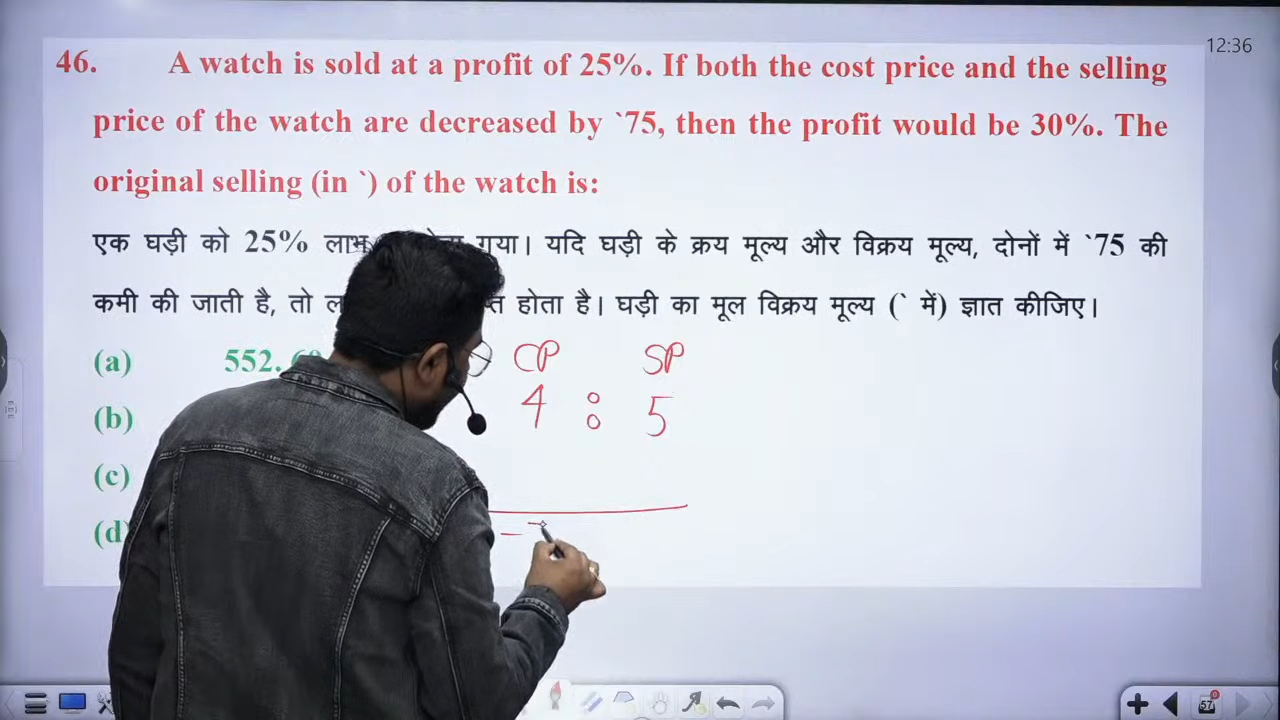 12:36
46. A watch is sold at a profit of 25%. If both the cost price and the selling
price of the watch are decreased by `75, then the profit would be 30%. The
original selling (in `) of the watch is:
एक घड़ी को 25% लाभ गया। यदि घड़ी के क्रय मूल्य और विक्रय मूल्य, दोनों में `75 की
कमी की जाती है, तो होता है। घड़ी का मूल विक्रय मूल्य (` में) ज्ञात कीजिए।
(a) 552.
CP SP
(b) 4 : 5
(c)
(d)
57